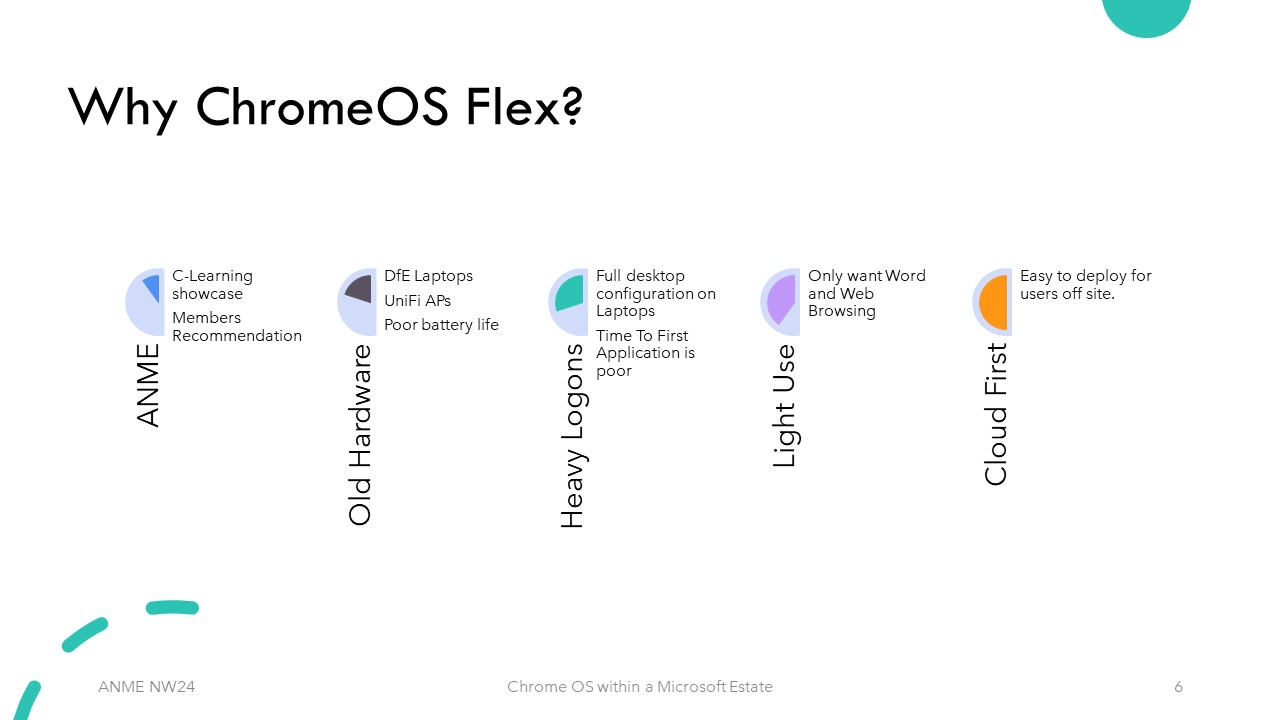 Why ChromeOS Flex?
ANME
C-Learning
showcase
Members
Recommendation
Old Hardware
DfE Laptops
UniFi APs
Poor battery life
Heavy Logons
Full desktop
configuration on
Laptops
Time To First
Application is
poor
Light Use
Only want Word
and Web
Browsing
Cloud First
Easy to deploy for
users off site.
ANME NW24
Chrome OS within a Microsoft Estate
6